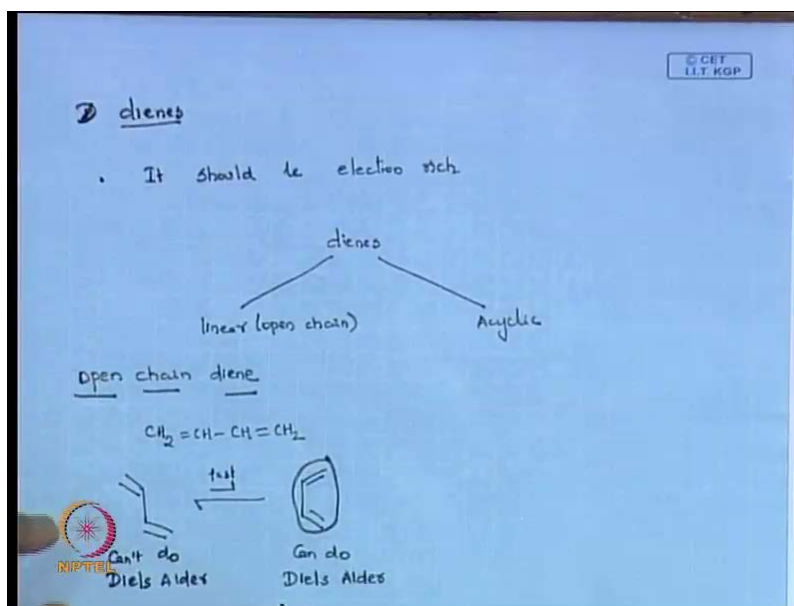 © CET
I.I.T. KGP
dienes
• It should be electro rich
dienes
linear (open chain)
Acyclic
open chain diene
CH₂ = CH - CH = CH₂
fast
Can't do
Can do
Diels Alder
Diels Alder
NPTEL